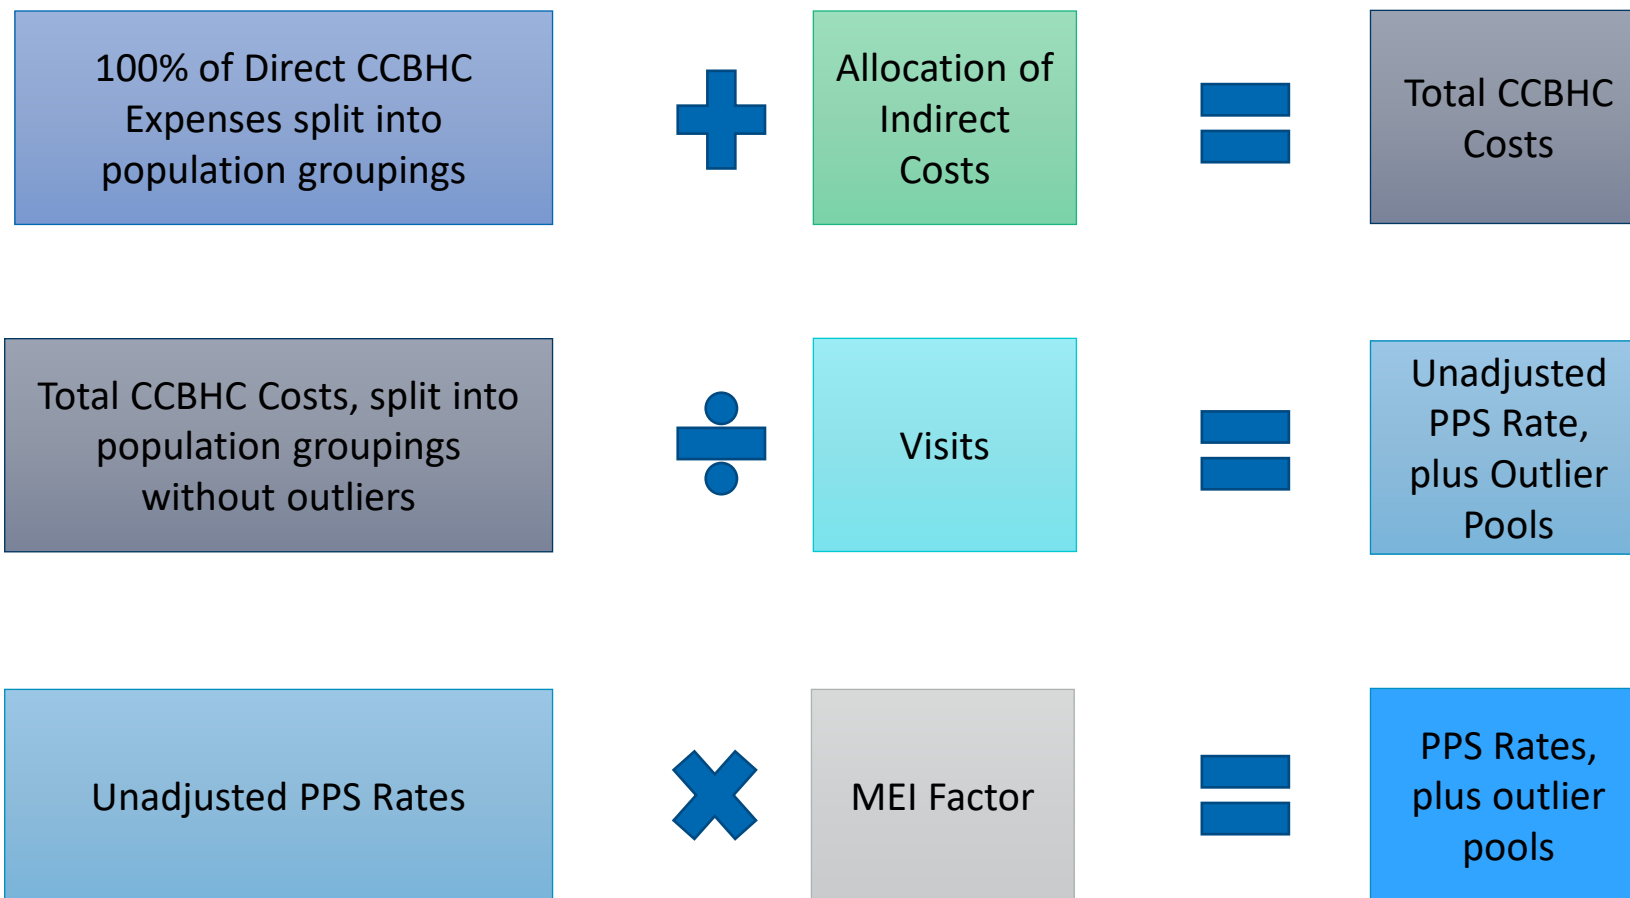 100% of Direct CCBHC
Expenses split into
population groupings
Allocation of
Indirect
Costs
Total CCBHC
Costs
Total CCBHC Costs, split into
population groupings
without outliers
Visits
Unadjusted
PPS Rate,
plus Outlier
Pools
Unadjusted PPS Rates
MEI Factor
PPS Rates,
plus outlier
pools